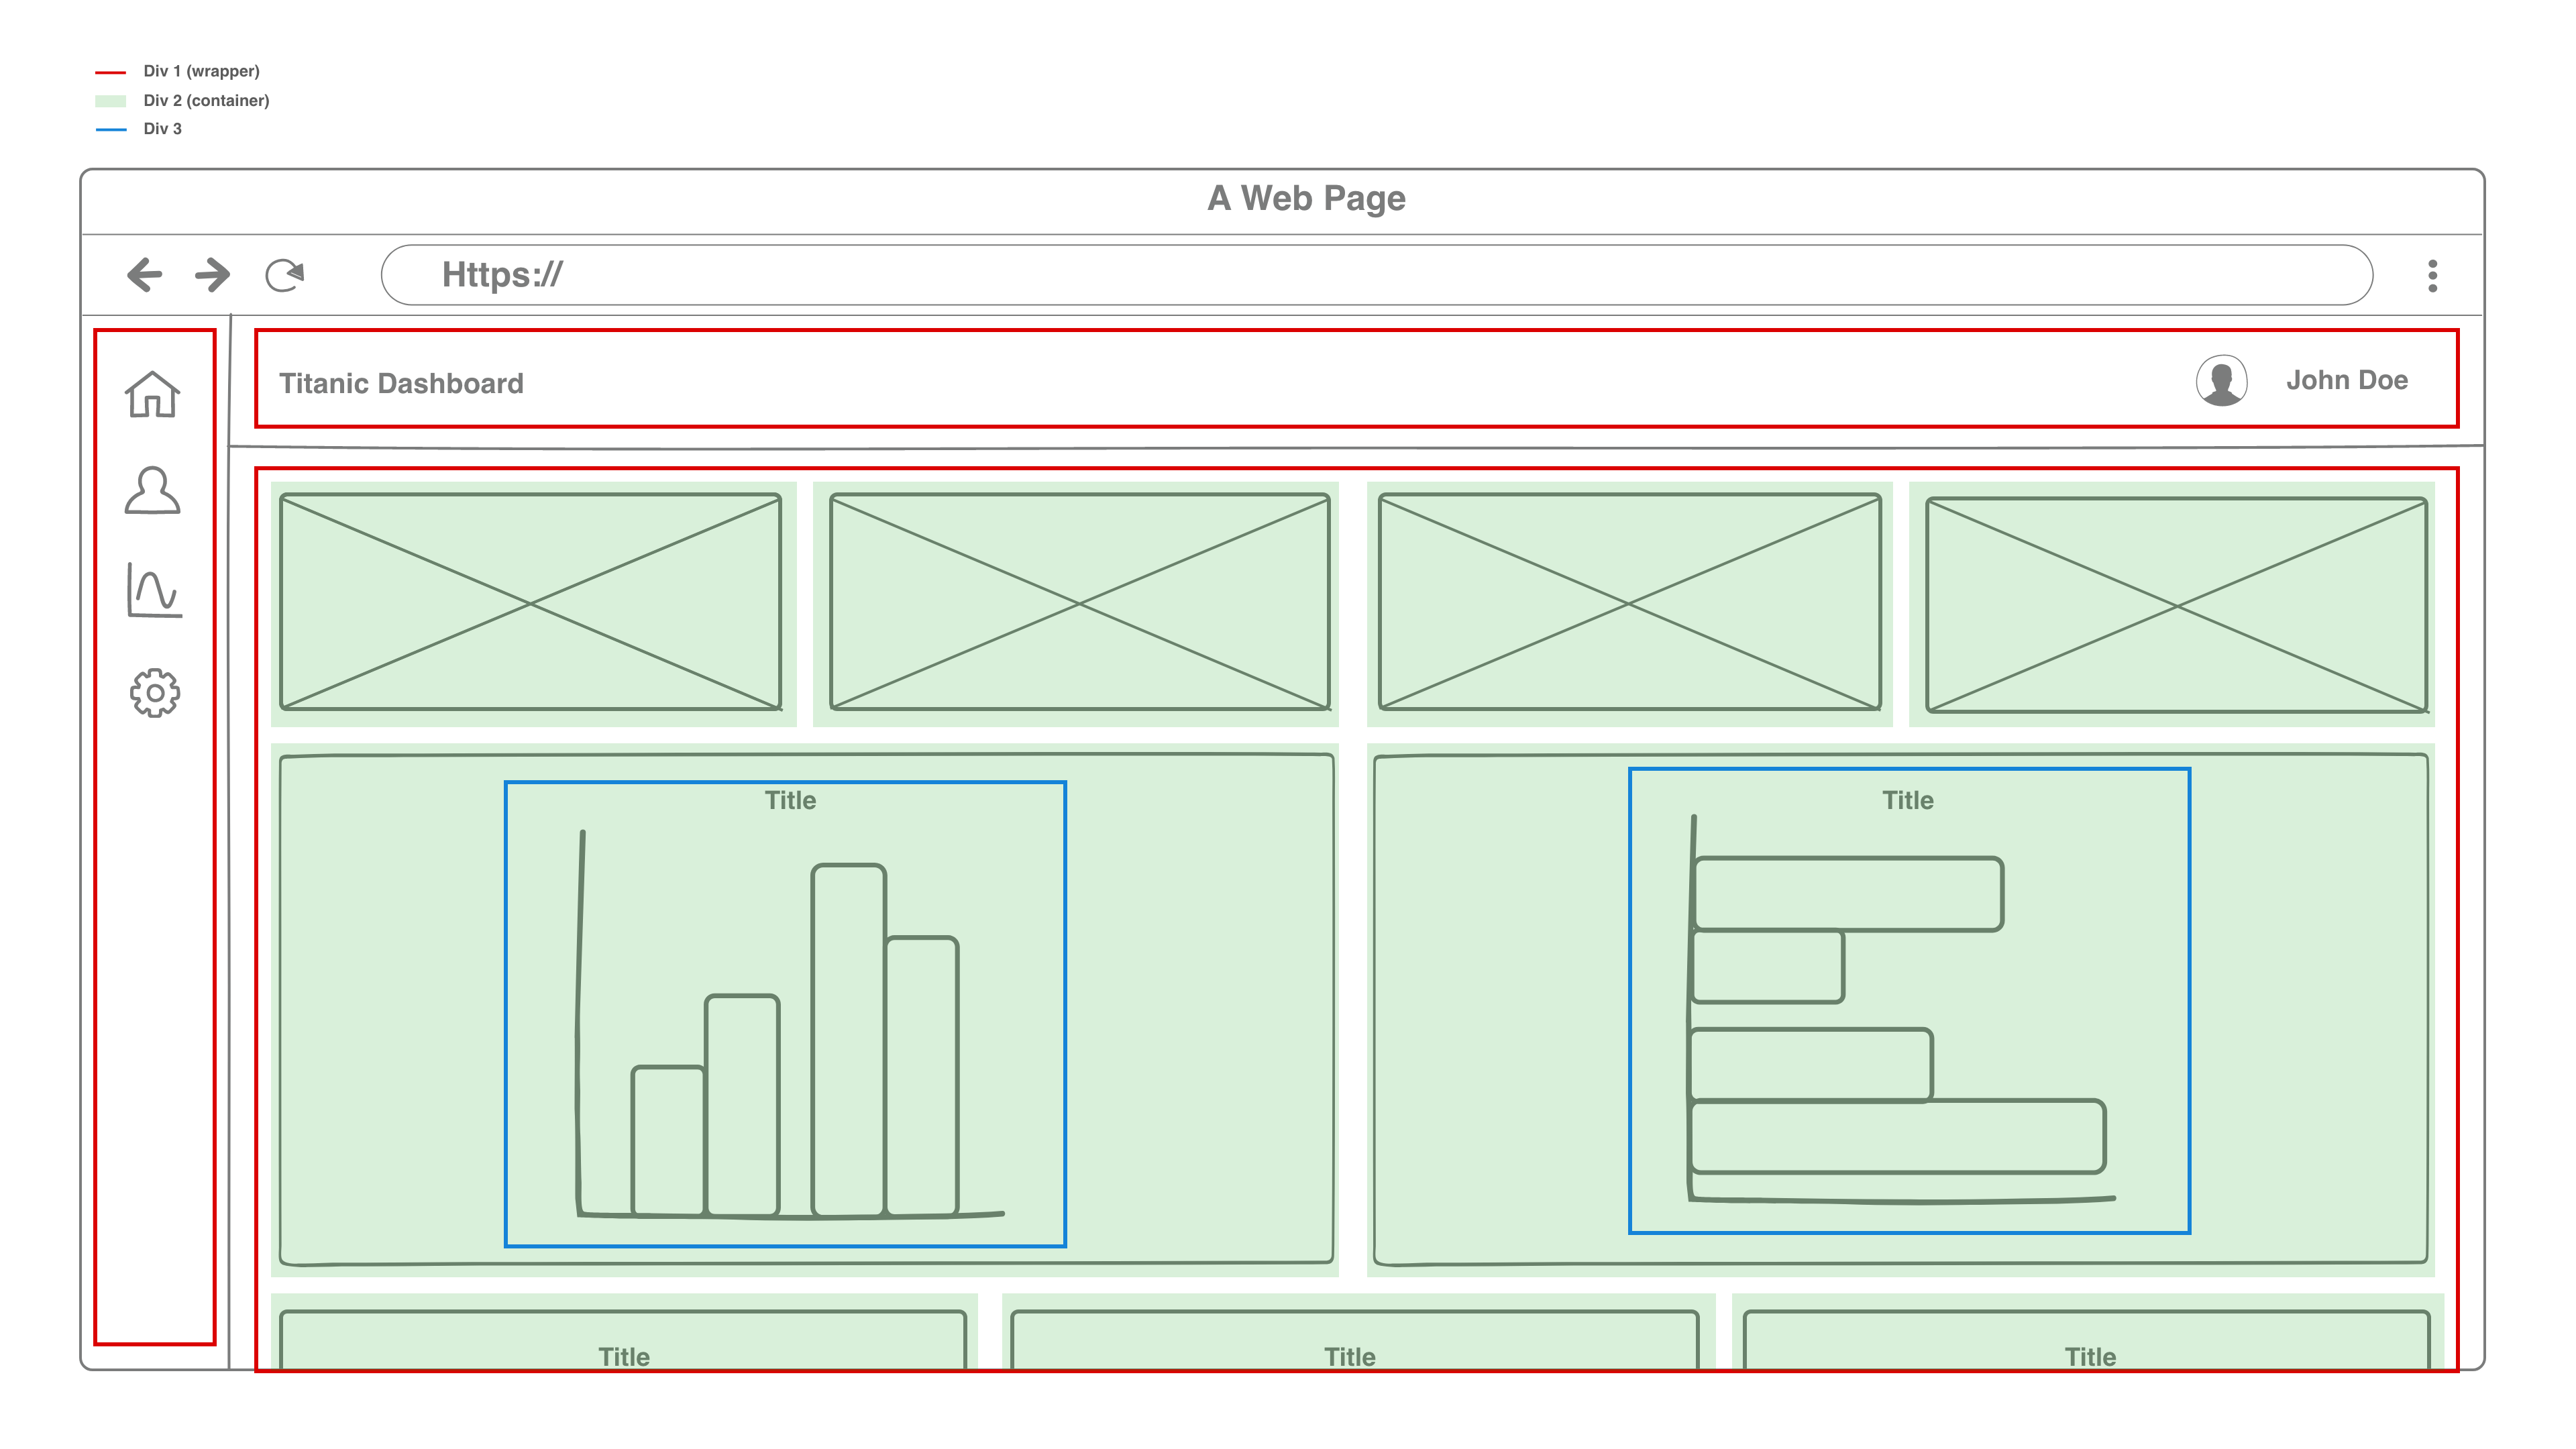 Div 1 (wrapper)
Div 2 (container)
Div 3
A Web Page
Https://
Titanic Dashboard
John Doe
Title
Title
Title
Title
Title